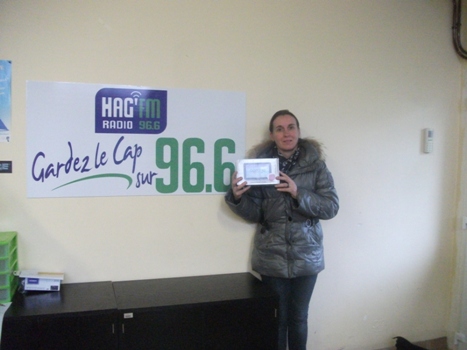 HAG'FM
RADIO 96.6
Gardez le Cap
sur 96.6